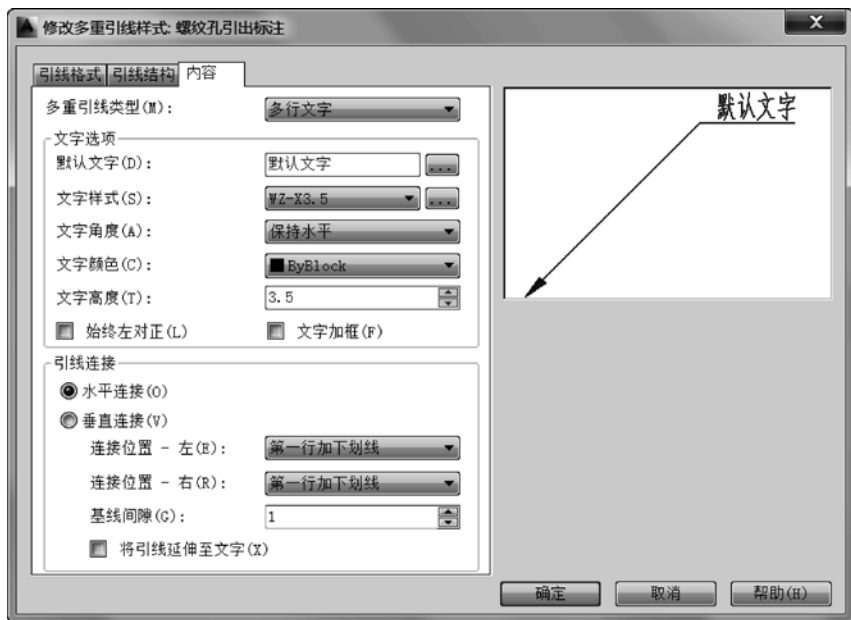 修改多重引线样式: 螺纹孔引出标注
X
引线格式 引线结构 内容
多重引线类型(M): 多行文字
文字选项
默认文字(D): 默认文字 ...
文字样式(S): WZ-X3.5 ...
文字角度(A): 保持水平
文字颜色(C): ByBlock
文字高度(T): 3.5
始终左对正(L) 文字加框(F)
引线连接
水平连接(O)
垂直连接(V)
连接位置 - 左(E): 第一行加下划线
连接位置 - 右(R): 第一行加下划线
基线间隙(G): 1
将引线延伸至文字(X)
默认文字
确定 取消 帮助(H)